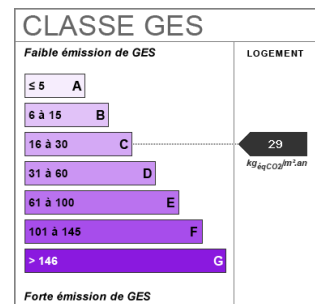 CLASSE GES
Faible émission de GES
LOGEMENT
≤ 5 A
6 à 15 B
16 à 30 C
29
kgéqCO2/m².an
31 à 60 D
61 à 100 E
101 à 145 F
> 146 G
Forte émission de GES